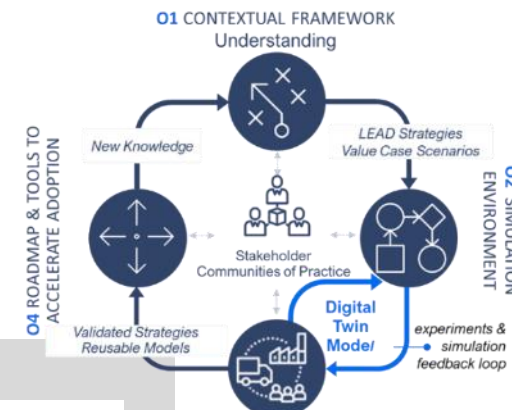 O1 CONTEXTUAL FRAMEWORK
Understanding
New Knowledge
LEAD Strategies
Value Case Scenarios
O4 ROADMAP & TOOLS TO
ACCELERATE ADOPTION
ENVIRONMENT
Stakeholder
Communities of Practice
Digital
Twin
Model
experiments &
simulation
feedback loop
Validated Strategies
Reusable Models